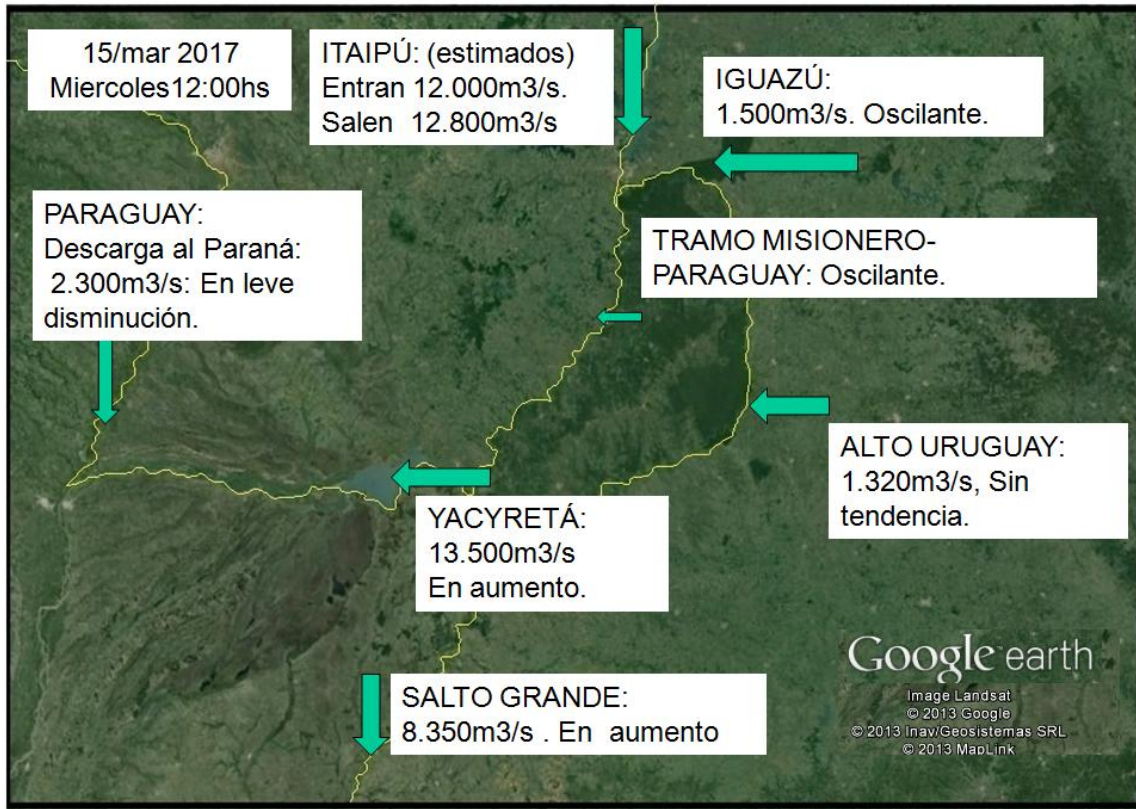 15/mar 2017
Miercoles12:00hs
ITAIPÚ: (estimados)
Entran 12.000m3/s.
Salen 12.800m3/s
IGUAZÚ:
1.500m3/s. Oscilante.
PARAGUAY:
Descarga al Paraná:
2.300m3/s: En leve
disminución.
TRAMO MISIONERO-
PARAGUAY: Oscilante.
ALTO URUGUAY:
1.320m3/s, Sin
tendencia.
YACYRETÁ:
13.500m3/s
En aumento.
SALTO GRANDE:
8.350m3/s . En aumento
Google earth
Image Landsat
© 2013 Google
© 2013 Inav/Geosistemas SRL
© 2013 MapLink